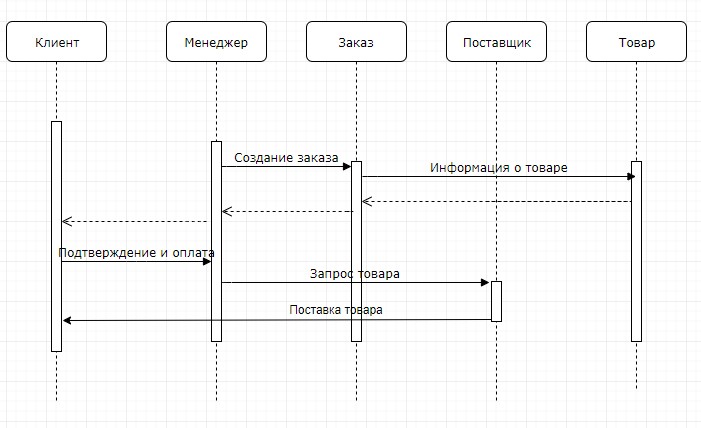 Клиент
Менеджер
Заказ
Поставщик
Товар
Создание заказа
Информация о товаре
Подтверждение и оплата
Запрос товара
Поставка товара